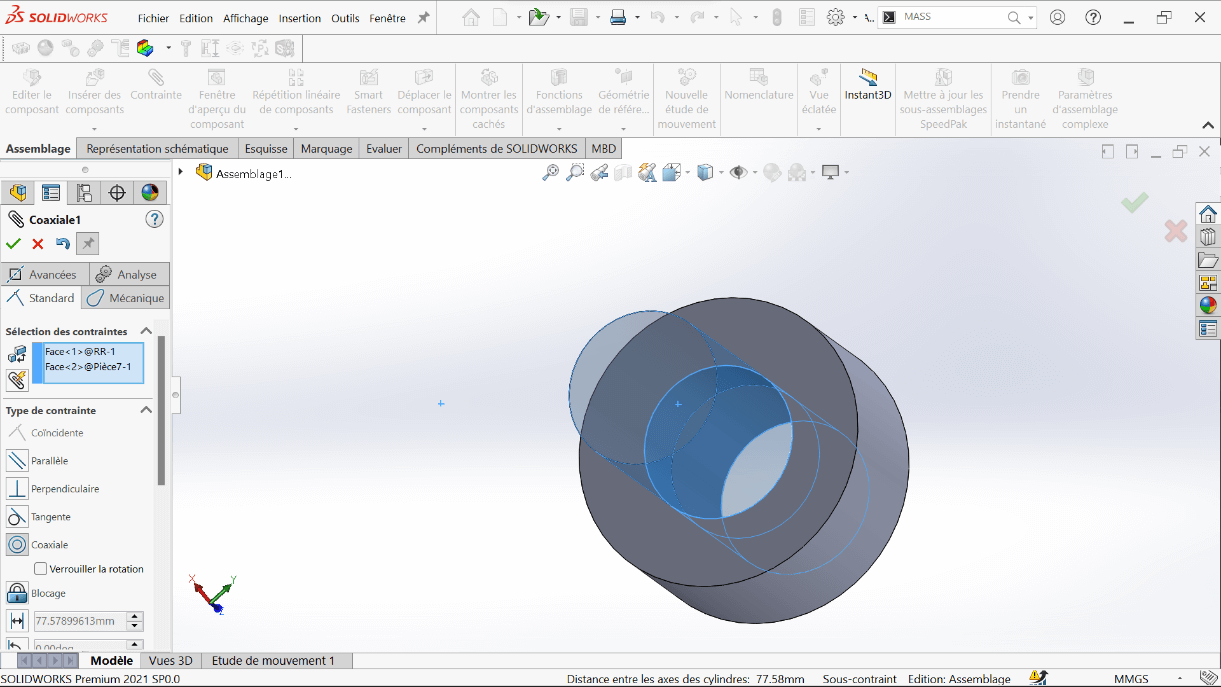 SOLIDWORKS
Fichier Edition Affichage Insertion Outils Fenêtre
MASS
Editer le composant
Insérer des composants
Contrainte
Fenêtre d'aperçu du composant
Répétition linéaire de composants
Smart Fasteners
Déplacer le composant
Montrer les composants cachés
Fonctions d'assemblage
Géométrie de référe...
Nouvelle étude de mouvement
Nomenclature
Vue éclatée
Instant3D
Mettre à jour les sous-assemblages SpeedPak
Prendre un instantané
Paramètres d'assemblage complexe
Assemblage Représentation schématique Esquisse Marquage Evaluer Compléments de SOLIDWORKS MBD
Assemblage1...
Coaxiale1
Avancées Analyse
Standard Mécanique
Sélection des contraintes
Face<1>@RR-1
Face<2>@Pièce7-1
Type de contrainte
Coïncidente
Parallèle
Perpendiculaire
Tangente
Coaxiale
Verrouiller la rotation
Blocage
77.57899613mm
0.00deg
X Y Z
Modèle Vues 3D Etude de mouvement 1
SOLIDWORKS Premium 2021 SP0.0
Distance entre les axes des cylindres: 77.58mm Sous-contraint Edition: Assemblage MMGS